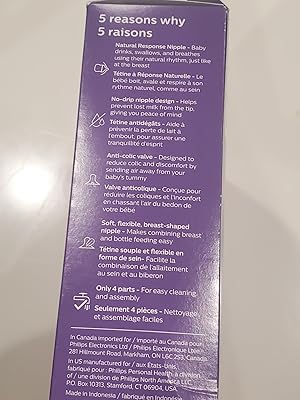 5 reasons why
5 raisons
Natural Response Nipple - Baby
drinks, swallows, and breathes
using their natural rhythm, just like
at the breast
Tétine à Réponse Naturelle - Le
bébé boit, avale et respire à son
rythme naturel, comme au sein
No-drip nipple design - Helps
prevent lost milk from the tip,
giving you peace of mind
Tétine antidégâts - Aide à
prévenir la perte de lait à
l'embout, pour assurer une
tranquillité d'esprit
Anti-colic valve - Designed to
reduce colic and discomfort by
sending air away from your
baby's tummy
Valve anticolique - Conçue pour
réduire les coliques et l'inconfort
en chassant l'air du bedon de
votre bébé
Soft, flexible, breast-shaped
nipple - Makes combining breast
and bottle feeding easy
Tétine souple et flexible en
forme de sein- Facilite la
combinaison de l'allaitement
au sein et au biberon
Only 4 parts - For easy cleaning
and assembly
Seulement 4 pièces - Nettoyage
et assemblage faciles
In Canada imported for / importé au Canada pour
Philips Electronics Ltd / Philips Électronique Ltée
281 Hillmount Road, Markham, ON L6C 2S3, Canada.
In US manufactured for / aux États-Unis,
fabriqué pour : Philips Personal Health a division
of / une division de Philips North America LLC,
P.O. Box 10313, Stamford, CT 06904, USA.
Made in Indonesia / fabriqué en Indonésie